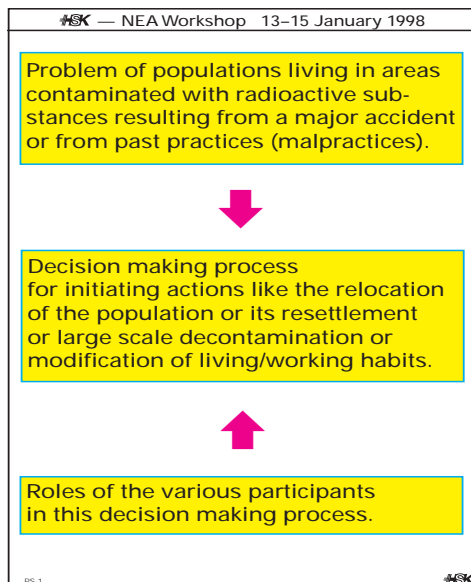 HSK — NEA Workshop 13–15 January 1998
Problem of populations living in areas
contaminated with radioactive sub-
stances resulting from a major accident
or from past practices (malpractices).
Decision making process
for initiating actions like the relocation
of the population or its resettlement
or large scale decontamination or
modification of living/working habits.
Roles of the various participants
in this decision making process.
PS 1
HSK